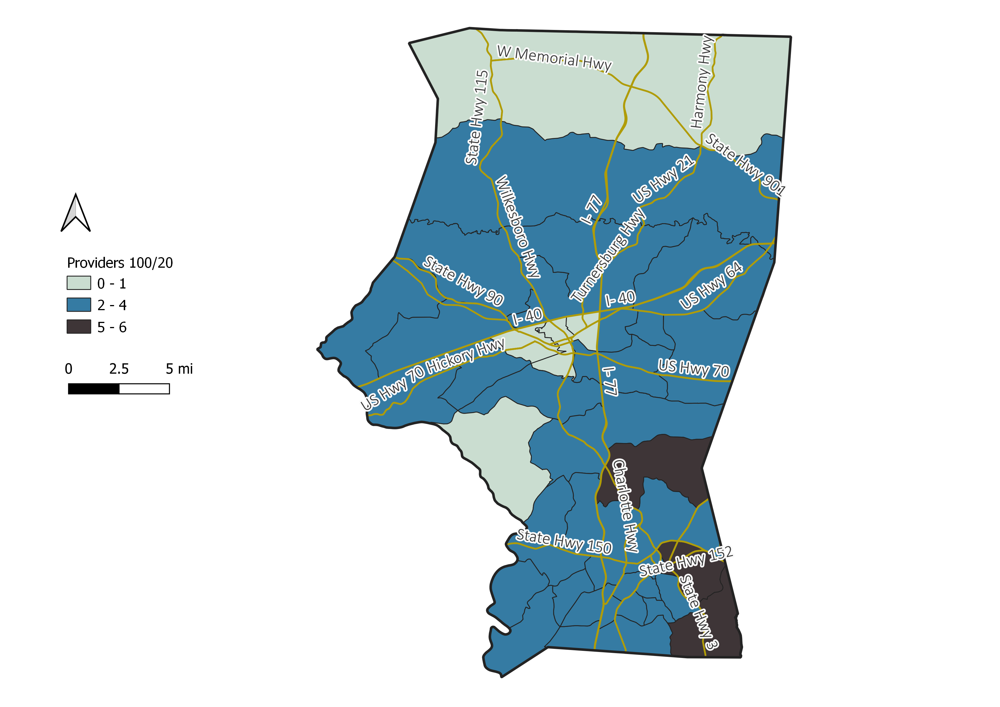 W Memorial Hwy
Harmony Hwy
State Hwy 115
State Hwy 901
US Hwy 21
Wilkesboro Hwy
I- 77
Turnersburg Hwy
State Hwy 90
US Hwy 64
Providers 100/20
0 - 1
2 - 4
5 - 6
I- 40
I- 40
US Hwy 70 Hickory Hwy
US Hwy 70
I- 77
0 2.5 5 mi
Charlotte Hwy
State Hwy 150
State Hwy 152
State Hwy 3